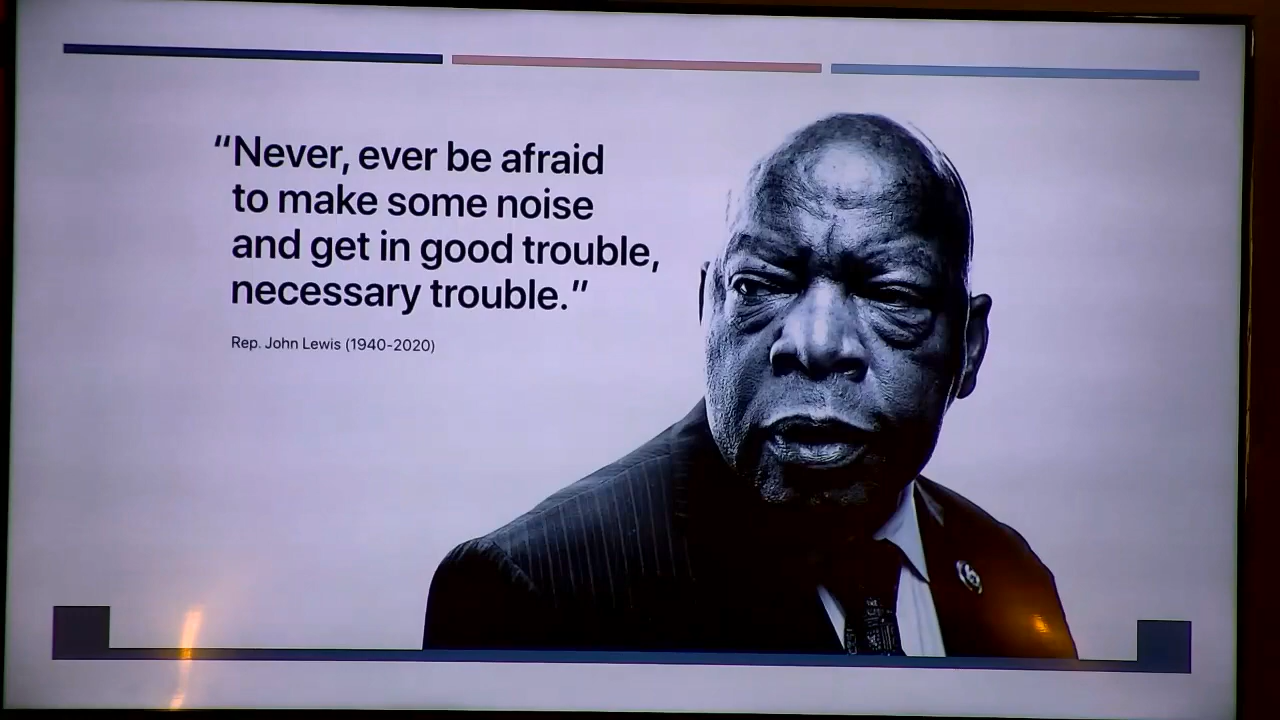 “Never, ever be afraid
to make some noise
and get in good trouble,
necessary trouble.”
Rep. John Lewis (1940-2020)